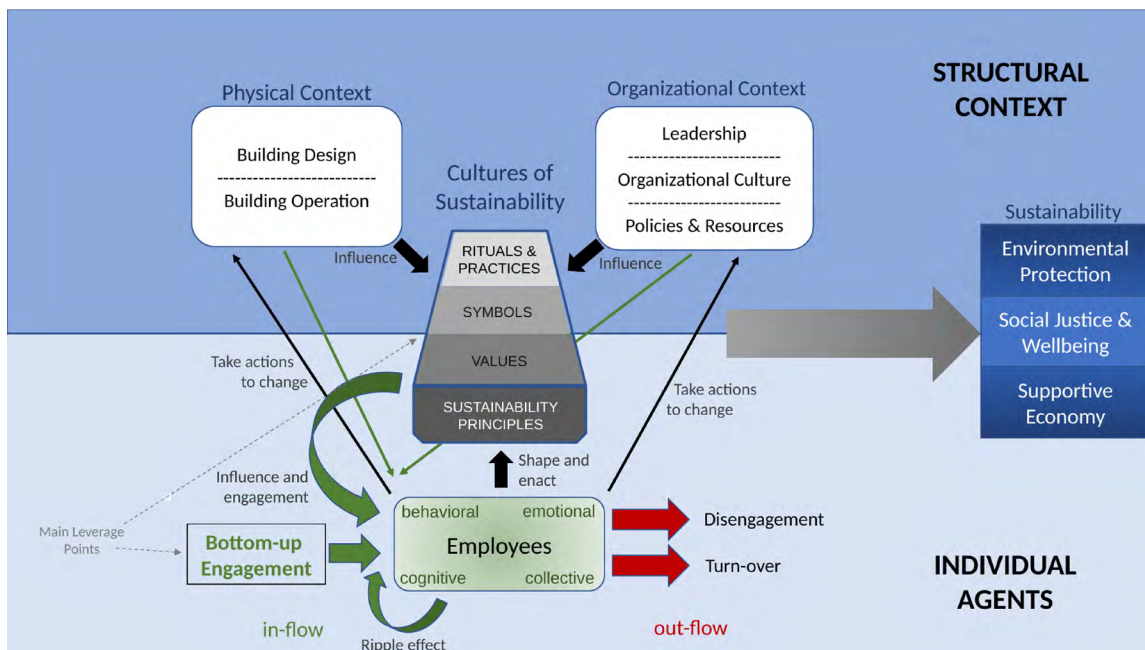 STRUCTURAL
CONTEXT
Physical Context
Building Design
Building Operation
Organizational Context
Leadership
Organizational Culture
Policies & Resources
Cultures of
Sustainability
RITUALS &
PRACTICES
SYMBOLS
VALUES
SUSTAINABILITY
PRINCIPLES
Influence
Influence
Sustainability
Environmental
Protection
Social Justice &
Wellbeing
Supportive
Economy
Take actions
to change
Take actions
to change
Shape and
enact
Influence and
engagement
Main Leverage
Points
Bottom-up
Engagement
behavioral
emotional
Employees
cognitive
collective
Disengagement
Turn-over
INDIVIDUAL
AGENTS
in-flow
Ripple effect
out-flow